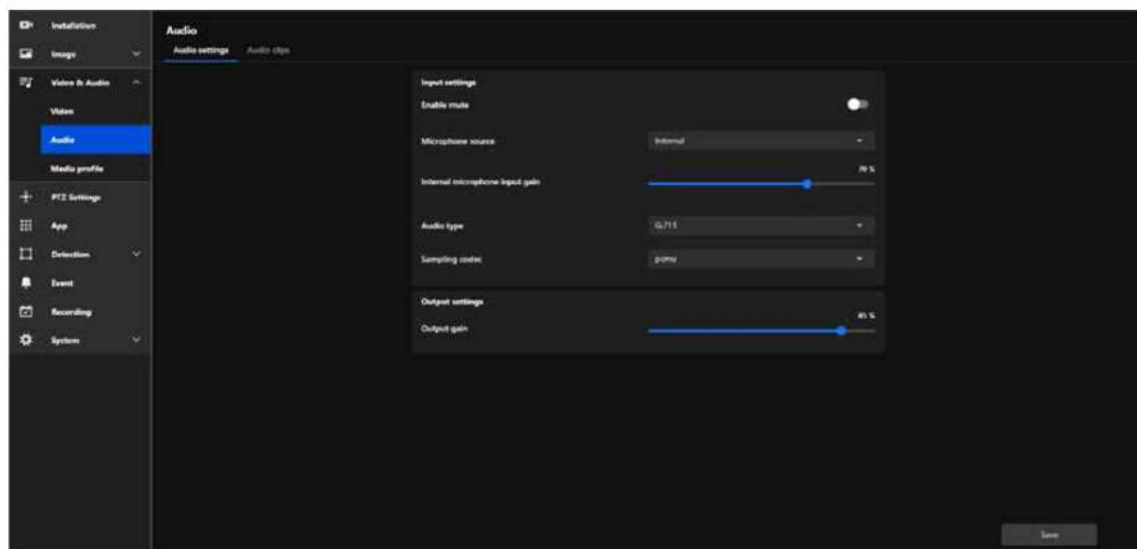 Installation
Image
Video & Audio
Video
Audio
Media profile
PTZ Settings
App
Detection
Event
Recording
System
Audio
Audio settings Audio clips
Input settings
Enable mute
Microphone source Internal
70 %
Internal microphone input gain
Audio type G.711
Sampling codec pcmu
Output settings
85 %
Output gain
Save